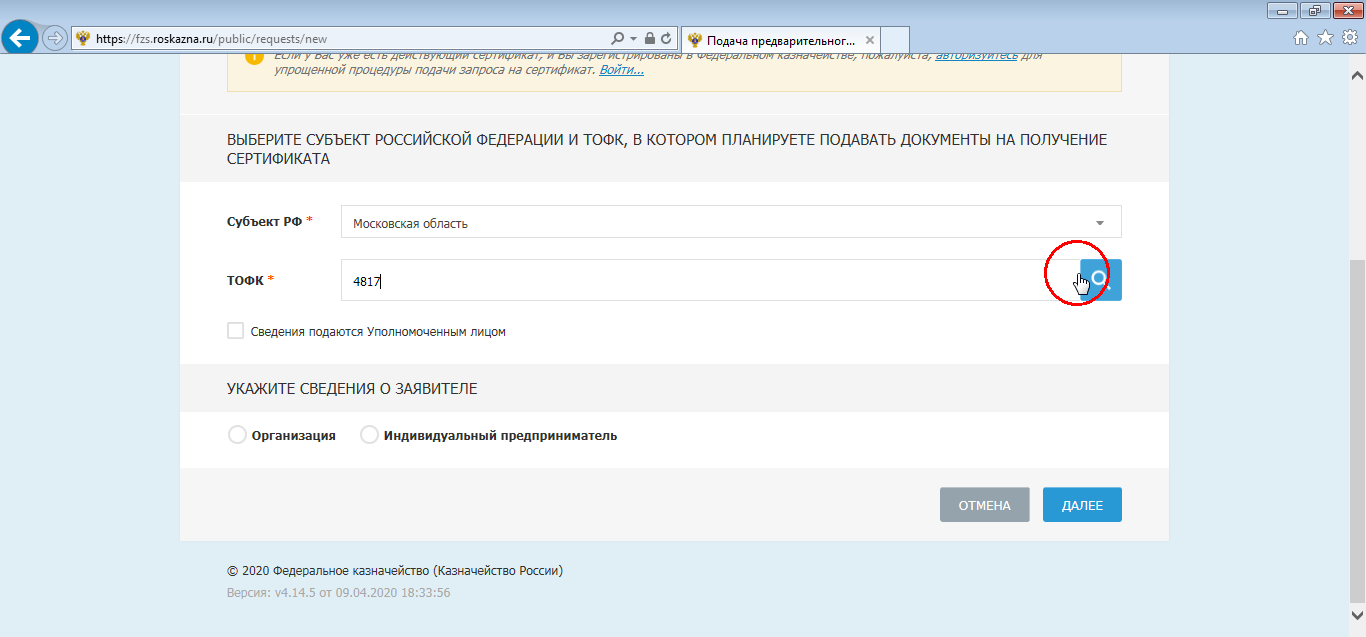 https://fzs.roskazna.ru/public/requests/new
Подача предварительног...
Если у Вас уже есть действующий сертификат, и Вы зарегистрированы в Федеральном казначействе, пожалуйста, авторизуйтесь для
упрощенной процедуры подачи запроса на сертификат. Войти...
ВЫБЕРИТЕ СУБЪЕКТ РОССИЙСКОЙ ФЕДЕРАЦИИ И ТОФК, В КОТОРОМ ПЛАНИРУЕТЕ ПОДАВАТЬ ДОКУМЕНТЫ НА ПОЛУЧЕНИЕ
СЕРТИФИКАТА
Субъект РФ *
Московская область
ТОФК *
4817
Сведения подаются Уполномоченным лицом
УКАЖИТЕ СВЕДЕНИЯ О ЗАЯВИТЕЛЕ
Организация
Индивидуальный предприниматель
ОТМЕНА
ДАЛЕЕ
© 2020 Федеральное казначейство (Казначейство России)
Версия: v4.14.5 от 09.04.2020 18:33:56